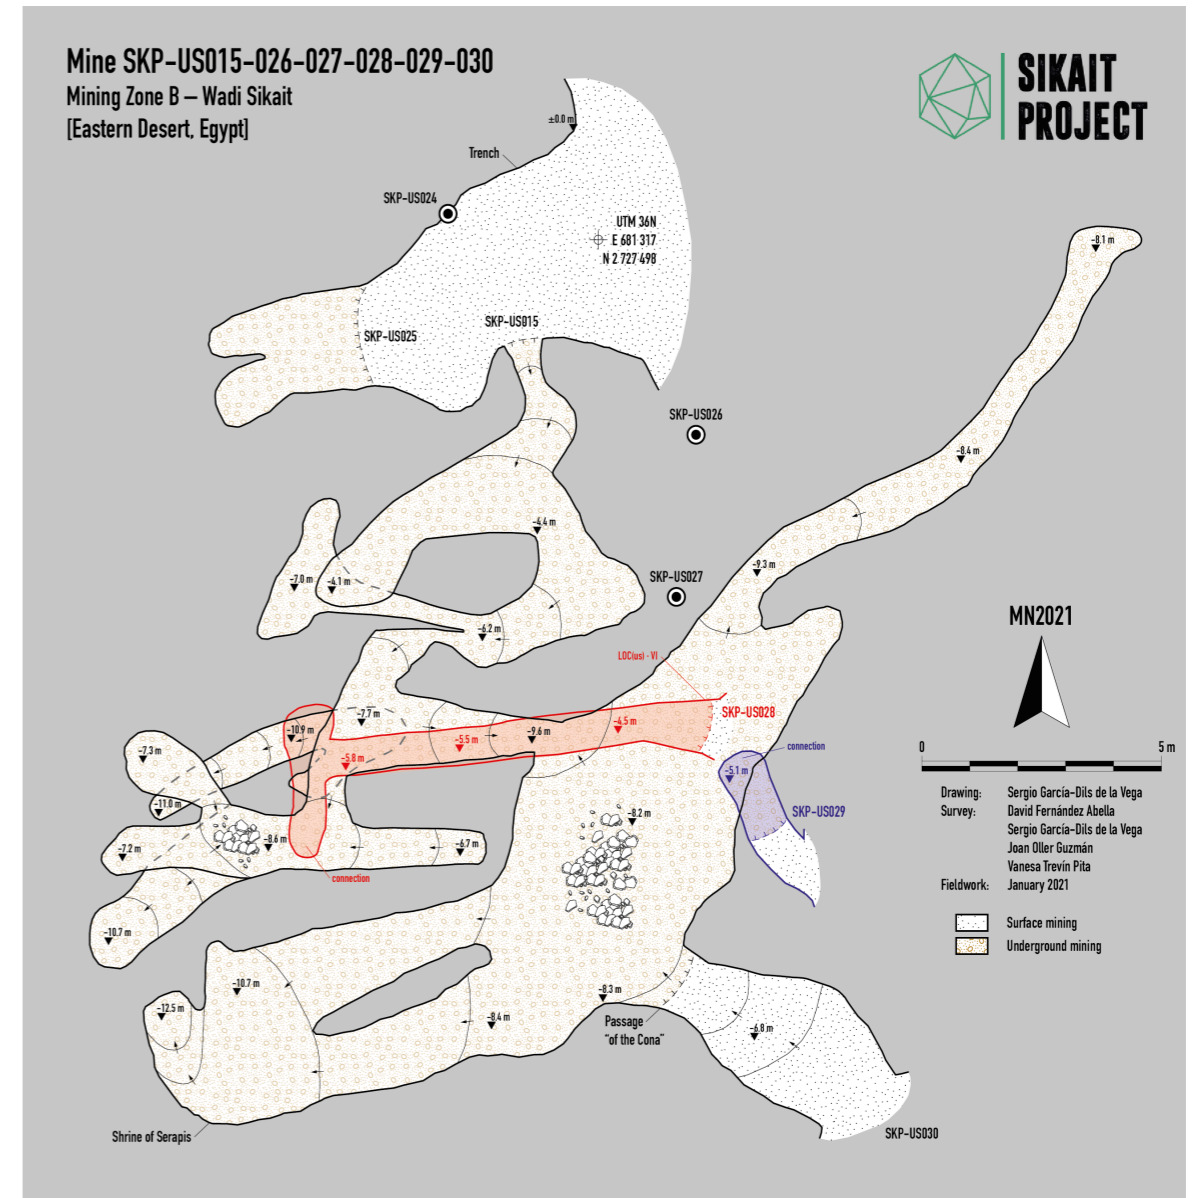 Mine SKP-US015-026-027-028-029-030
Mining Zone B – Wadi Sikait
[Eastern Desert, Egypt]
SIKAIT
PROJECT
±0.0 m
Trench
SKP-US024
UTM 36N
E 681 317
N 2 727 498
-8.1 m
SKP-US015
SKP-US025
SKP-US026
-8.4 m
-4.4 m
-9.3 m
SKP-US027
-7.0 m
-4.1 m
-6.2 m
MN2021
LOC(us) - VI
SKP-US028
-7.7 m
-4.5 m
-10.9 m
-9.6 m
-5.5 m
connection
0
5 m
-7.3 m
-5.8 m
-5.1 m
Drawing:
Sergio García-Dils de la Vega
Survey:
David Fernández Abella
Sergio García-Dils de la Vega
Joan Oller Guzmán
Vanesa Trevín Pita
Fieldwork:
January 2021
-11.0 m
SKP-US029
-8.2 m
-8.6 m
-6.7 m
-7.2 m
connection
Surface mining
Underground mining
-10.7 m
-10.7 m
-8.3 m
-12.5 m
-8.4 m
Passage
"of the Cona"
-6.8 m
Shrine of Serapis
SKP-US030